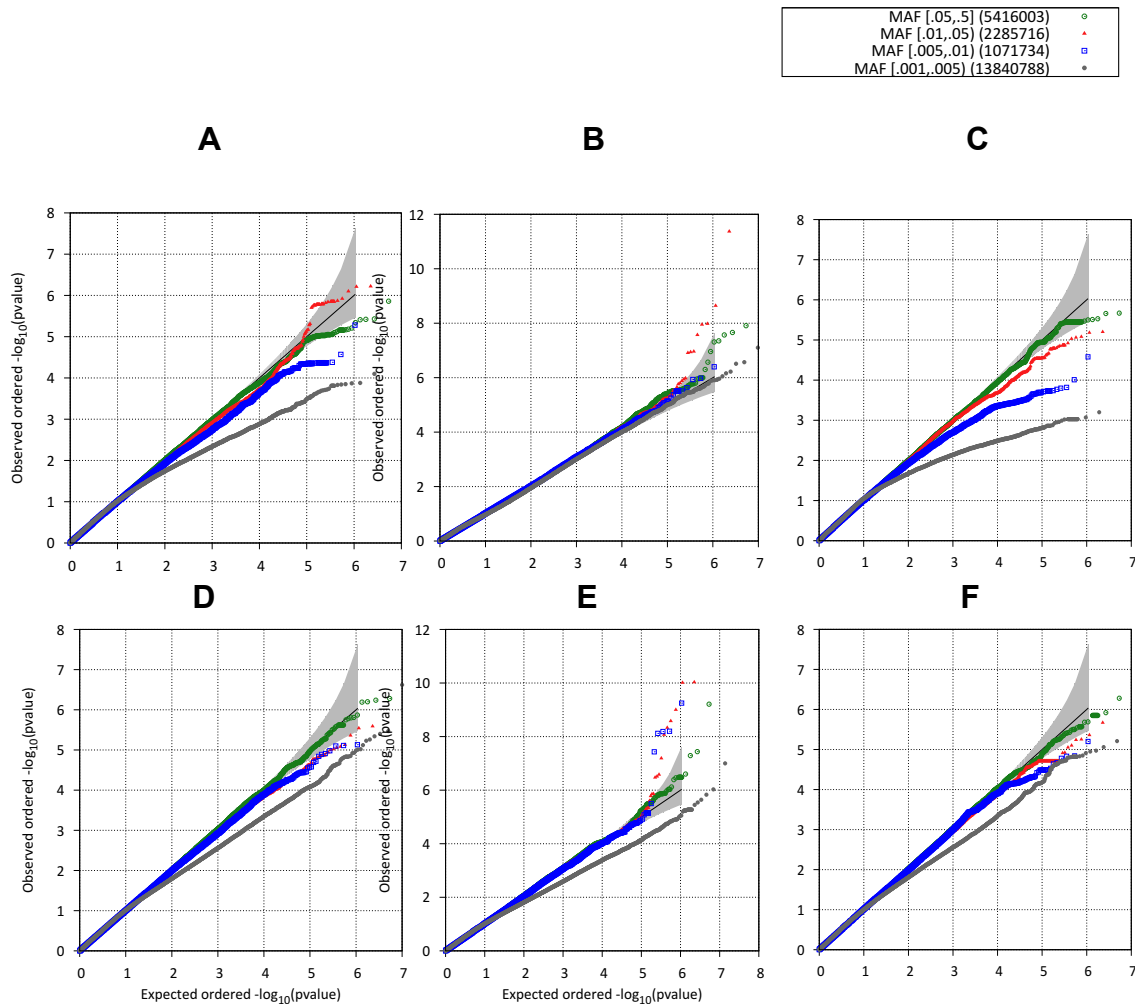 MAF [.05,.5] (5416003)
MAF [.01,.05) (2285716)
MAF [.005,.01) (1071734)
MAF [.001,.005) (13840788)
A B C
8 7 6 5 4 3 2 1 0
Observed ordered -log10(pvalue)
0 1 2 3 4 5 6 7
12 10 8 6 4 2 0
Observed ordered -log10(pvalue)
0 1 2 3 4 5 6 7
8 7 6 5 4 3 2 1 0
0 1 2 3 4 5 6 7
D E F
8 7 6 5 4 3 2 1 0
Observed ordered -log10(pvalue)
0 1 2 3 4 5 6 7
Expected ordered -log10(pvalue)
12 10 8 6 4 2 0
Observed ordered -log10(pvalue)
0 1 2 3 4 5 6 7 8
Expected ordered -log10(pvalue)
8 7 6 5 4 3 2 1 0
0 1 2 3 4 5 6 7